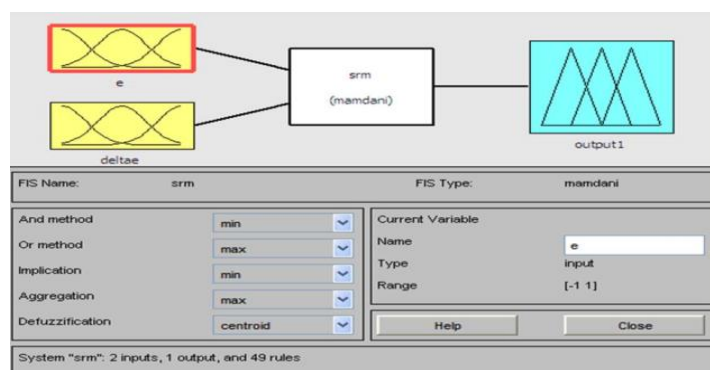 e
srm
(mamdani)
deltae
output1
FIS Name: srm FIS Type: mamdani
And method min
Or method max
Implication min
Aggregation max
Defuzzification centroid
Current Variable
Name e
Type input
Range [-1 1]
Help Close
System "srm": 2 inputs, 1 output, and 49 rules